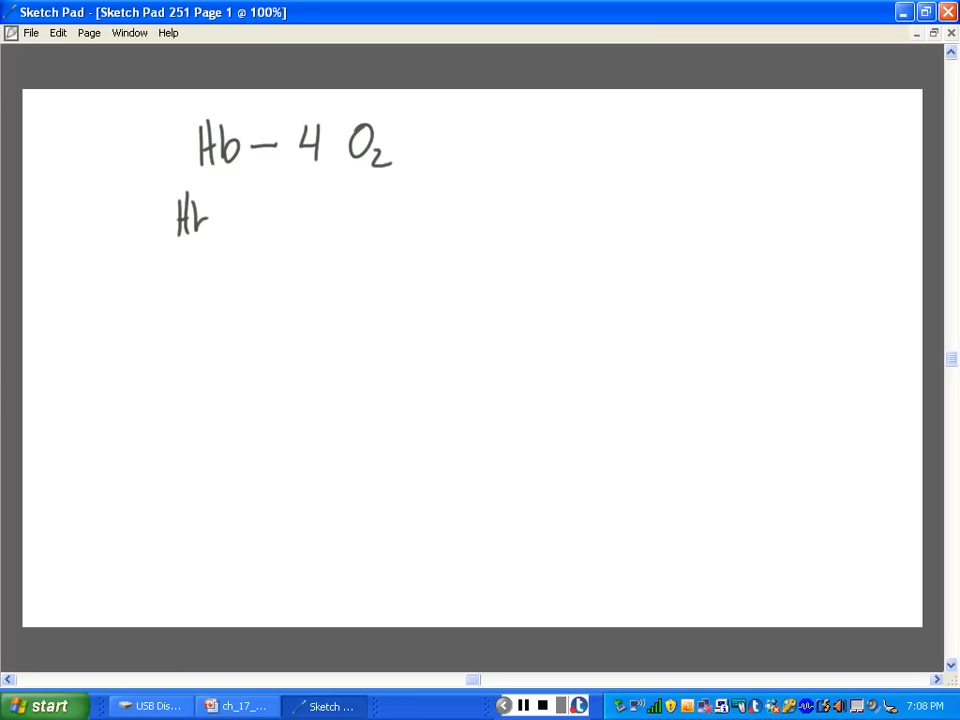 Sketch Pad - [Sketch Pad 251 Page 1 @ 100%]
File Edit Page Window Help
Hb - 4 O₂
start USB Dis... ch_17_... Sketch ... 7:08 PM